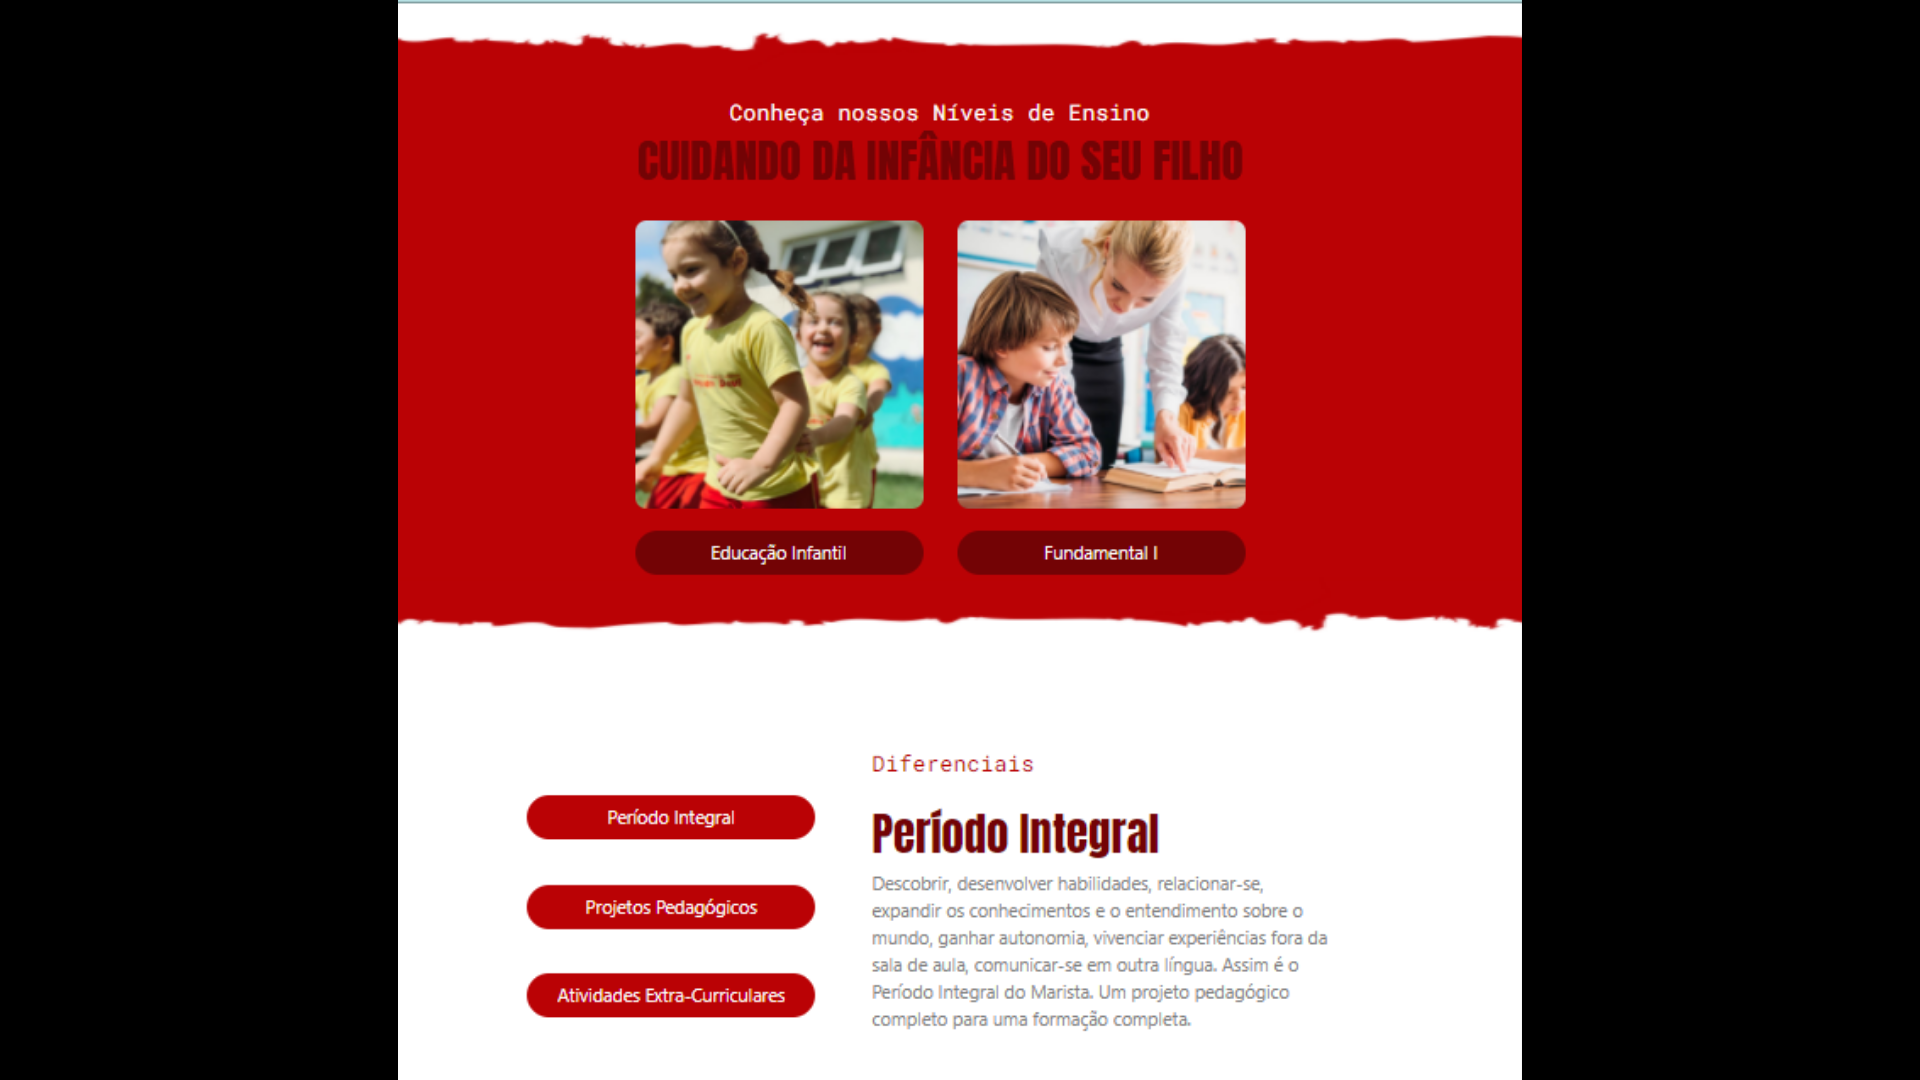 Conheça nossos Níveis de Ensino
CUIDANDO DA INFÂNCIA DO SEU FILHO
Educação Infantil
Fundamental I
Diferenciais
Período Integral
Projetos Pedagógicos
Atividades Extra-Curriculares
Período Integral
Descobrir, desenvolver habilidades, relacionar-se,
expandir os conhecimentos e o entendimento sobre o
mundo, ganhar autonomia, vivenciar experiências fora da
sala de aula, comunicar-se em outra língua. Assim é o
Período Integral do Marista. Um projeto pedagógico
completo para uma formação completa.